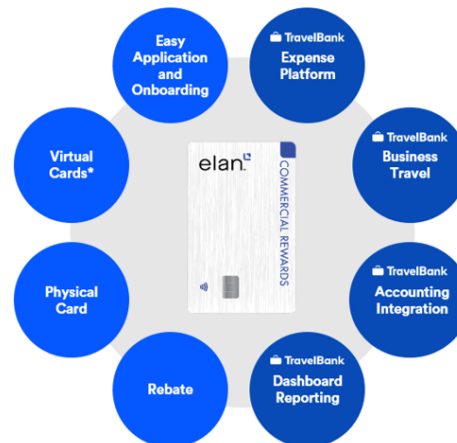 Easy
Application
and
Onboarding
TravelBank
Expense
Platform
Virtual
Cards*
elan
COMMERCIAL REWARDS
TravelBank
Business
Travel
Physical
Card
TravelBank
Accounting
Integration
Rebate
TravelBank
Dashboard
Reporting